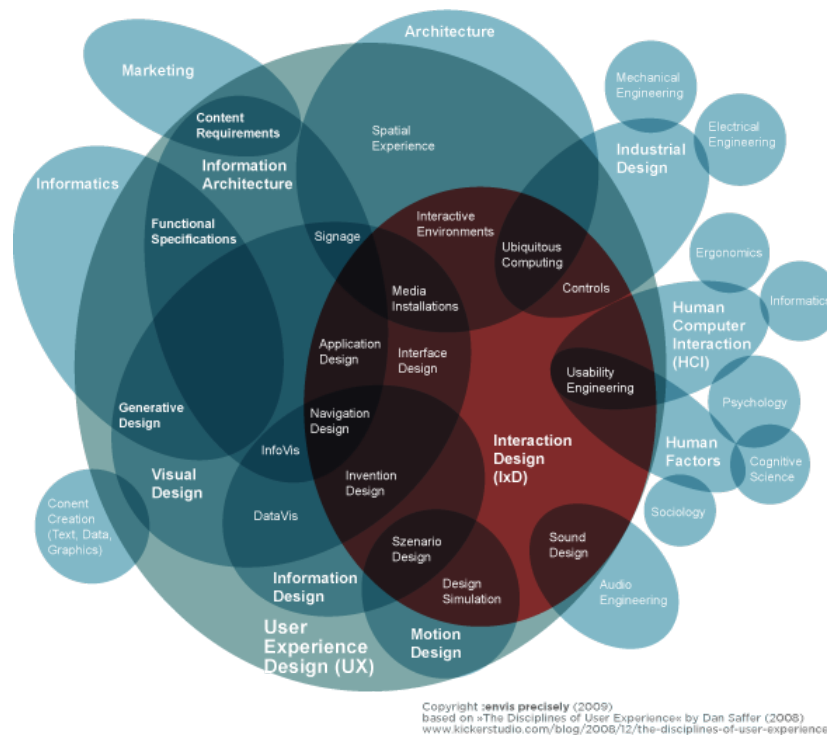 Architecture
Marketing
Mechanical
Engineering
Content
Requirements
Spatial
Experience
Electrical
Engineering
Industrial
Design
Information
Architecture
Informatics
Functional
Specifications
Signage
Interactive
Environments
Ubiquitous
Computing
Ergonomics
Controls
Media
Installations
Informatics
Human
Computer
Interaction
(HCI)
Application
Design
Interface
Design
Usability
Engineering
Psychology
Generative
Design
Navigation
Design
InfoVis
Interaction
Design
(IxD)
Human
Factors
Cognitive
Science
Visual
Design
Invention
Design
Conent
Creation
(Text, Data,
Graphics)
DataVis
Sociology
Szenario
Design
Sound
Design
Information
Design
Design
Simulation
Audio
Engineering
User
Experience
Design (UX)
Motion
Design
Copyright :envis precisely (2009)
based on »The Disciplines of User Experience« by Dan Saffer (2008)
www.kickerstudio.com/blog/2008/12/the-disciplines-of-user-experience